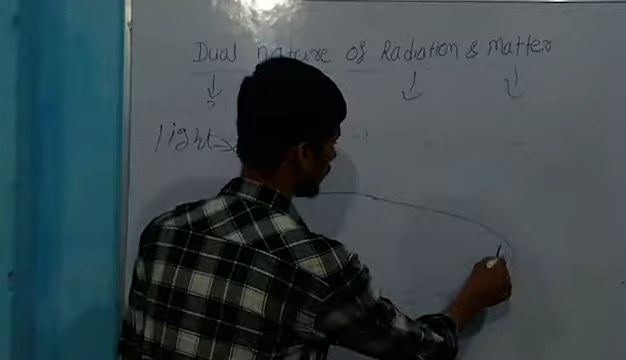 Dual nature of Radiation & Matter
light →